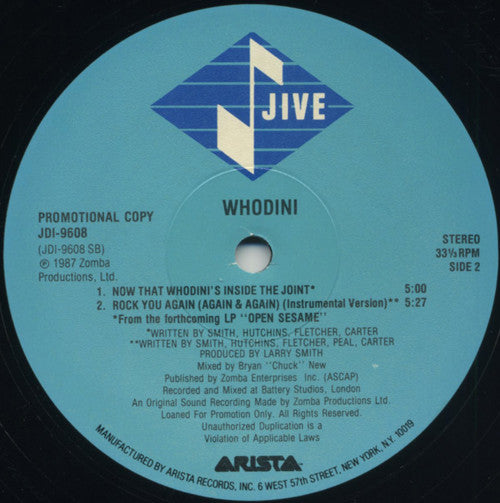 JIVE
WHODINI
PROMOTIONAL COPY
JDI-9608
(JDI-9608 SB)
℗ 1987 Zomba
Productions, Ltd.
STEREO
33⅓ RPM
SIDE 2
1. NOW THAT WHODINI'S INSIDE THE JOINT* 5:00
2. ROCK YOU AGAIN (AGAIN & AGAIN) (Instrumental Version)** 5:27
*From the forthcoming LP "OPEN SESAME"
*WRITTEN BY SMITH, HUTCHINS, FLETCHER, CARTER
**WRITTEN BY SMITH, HUTCHINS, FLETCHER, PEAL, CARTER
PRODUCED BY LARRY SMITH
Mixed by Bryan "Chuck" New
Published by Zomba Enterprises Inc. (ASCAP)
Recorded and Mixed at Battery Studios, London
An Original Sound Recording Made by Zomba Productions Ltd.
Loaned For Promotion Only. All Rights Reserved.
Unauthorized Duplication is a
Violation of Applicable Laws
ARISTA
MANUFACTURED BY ARISTA RECORDS, INC. 6 WEST 57th STREET, NEW YORK, N.Y. 10019